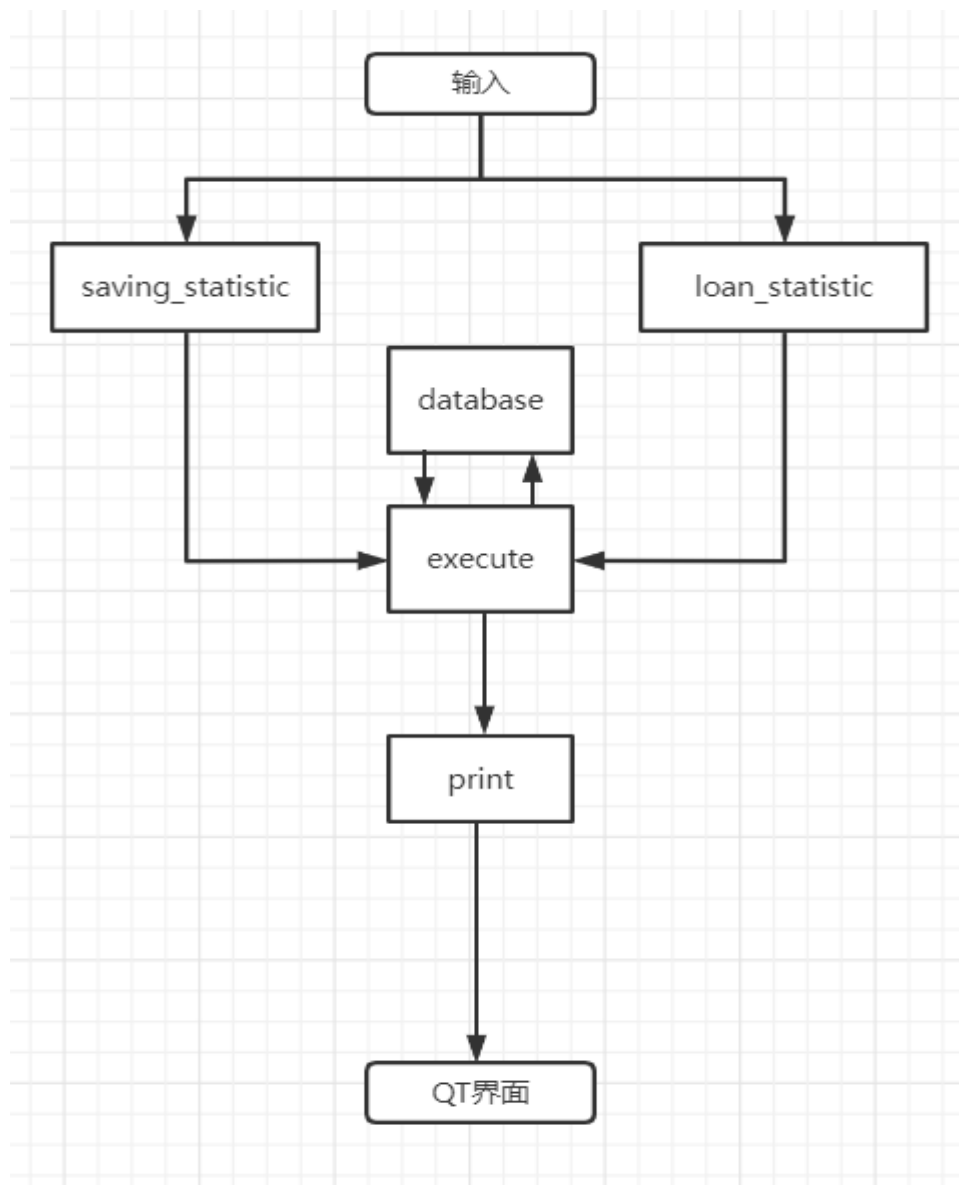 输入
saving_statistic
loan_statistic
database
execute
print
QT界面